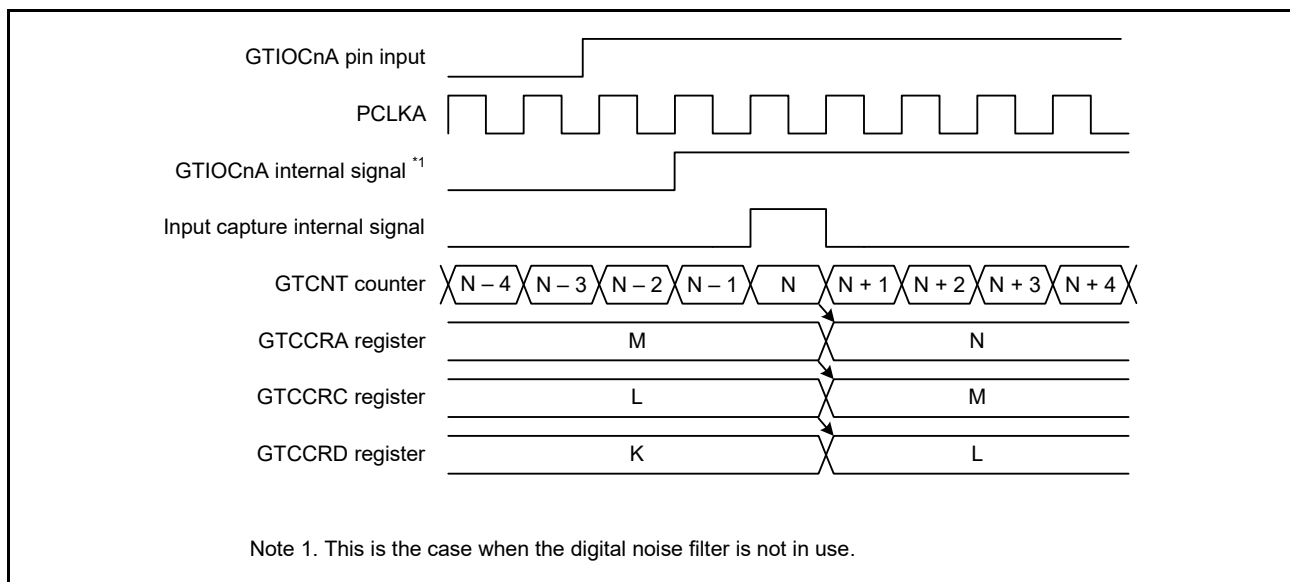 GTIOCnA pin input
PCLKA
GTIOCnA internal signal *1
Input capture internal signal
GTCNT counter N – 4 N – 3 N – 2 N – 1 N N + 1 N + 2 N + 3 N + 4
GTCCRA register M N
GTCCRC register L M
GTCCRD register K L
Note 1. This is the case when the digital noise filter is not in use.